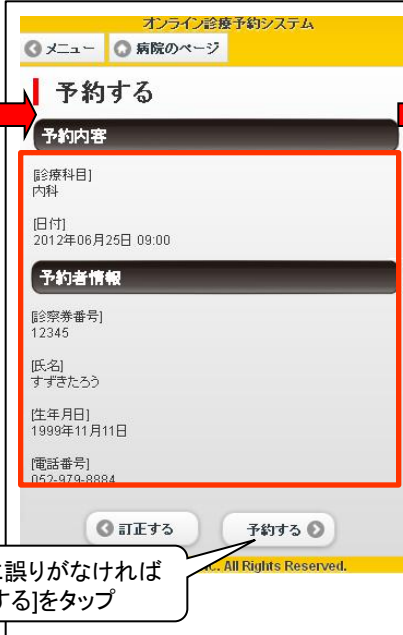 オンライン診療予約システム
メニュー 病院のページ
予約する
予約内容
[診療科目]
内科
[日付]
2012年06月25日 09:00
予約者情報
[診察券番号]
12345
[氏名]
すずきたろう
[生年月日]
1999年11月11日
[電話番号]
052-979-8884
訂正する 予約する
に誤りがなければ
する]をタップ
c. All Rights Reserved.